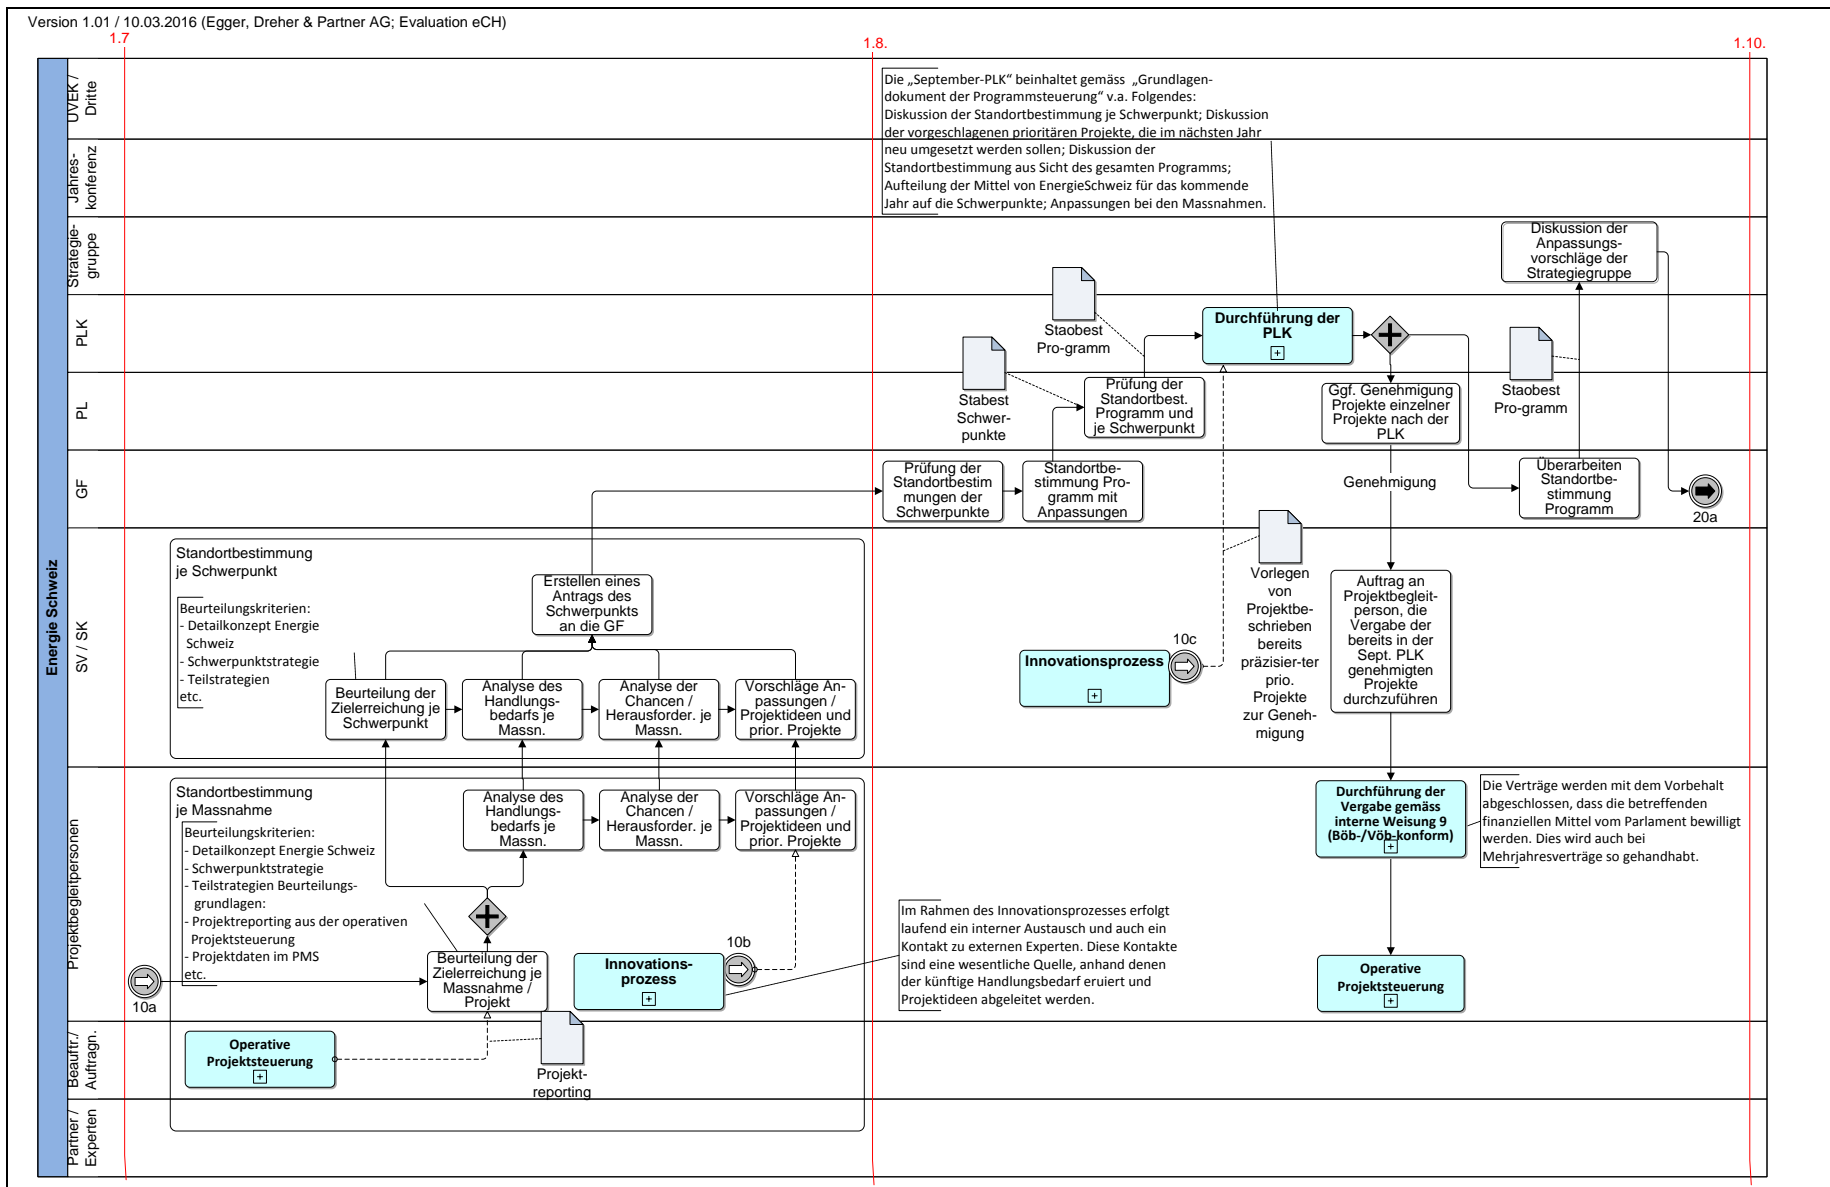 Version 1.01 / 10.03.2016 (Egger, Dreher & Partner AG; Evaluation eCH)
1.7
1.8.
1.10.
Energie Schweiz
UVEK /
Dritte
Die „September-PLK“ beinhaltet gemäss „Grundlagen-
dokument der Programmsteuerung“ v.a. Folgendes:
Diskussion der Standortbestimmung je Schwerpunkt; Diskussion
der vorgeschlagenen prioritären Projekte, die im nächsten Jahr
neu umgesetzt werden sollen; Diskussion der
Standortbestimmung aus Sicht des gesamten Programms;
Aufteilung der Mittel von EnergieSchweiz für das kommende
Jahr auf die Schwerpunkte; Anpassungen bei den Massnahmen.
Jahres-
konferenz
Strategie-
gruppe
Diskussion der
Anpassungs-
vorschläge der
Strategiegruppe
PLK
Staobest
Pro-gramm
Durchführung der
PLK
Staobest
Pro-gramm
PL
Stabest
Schwer-
punkte
Prüfung der
Standortbest.
Programm und
je Schwerpunkt
Ggf. Genehmigung
Projekte einzelner
Projekte nach der
PLK
GF
Prüfung der
Standortbestim
mungen der
Schwerpunkte
Standortbe-
stimmung Pro-
gramm mit
Anpassungen
Genehmigung
Überarbeiten
Standortbe-
stimmung
Programm
20a
SV / SK
Standortbestimmung
je Schwerpunkt
Beurteilungskriterien:
- Detailkonzept Energie
Schweiz
- Schwerpunktstrategie
- Teilstrategien
etc.
Erstellen eines
Antrags des
Schwerpunkts
an die GF
Beurteilung der
Zielerreichung je
Schwerpunkt
Analyse des
Handlungs-
bedarfs je
Massn.
Analyse der
Chancen /
Herausforder. je
Massn.
Vorschläge An-
passungen /
Projektideen und
prior. Projekte
Innovationsprozess
10c
Vorlegen
von
Projektbe-
schrieben
bereits
präzisier-ter
prio.
Projekte
zur Geneh-
migung
Auftrag an
Projektbegleit-
person, die
Vergabe der
bereits in der
Sept. PLK
genehmigten
Projekte
durchzuführen
Projektbegleitpersonen
Standortbestimmung
je Massnahme
Beurteilungskriterien:
- Detailkonzept Energie Schweiz
- Schwerpunktstrategie
- Teilstrategien Beurteilungs-
grundlagen:
- Projektreporting aus der operativen
Projektsteuerung
- Projektdaten im PMS
etc.
10a
Analyse des
Handlungs-
bedarfs je
Massn.
Analyse der
Chancen /
Herausforder. je
Massn.
Vorschläge An-
passungen /
Projektideen und
prior. Projekte
Beurteilung der
Zielerreichung je
Massnahme /
Projekt
Innovations-
prozess
10b
Im Rahmen des Innovationsprozesses erfolgt
laufend ein interner Austausch und auch ein
Kontakt zu externen Experten. Diese Kontakte
sind eine wesentliche Quelle, anhand denen
der künftige Handlungsbedarf eruiert und
Projektideen abgeleitet werden.
Durchführung der
Vergabe gemäss
interne Weisung 9
(Böb-/Vöb-konform)
Die Verträge werden mit dem Vorbehalt
abgeschlossen, dass die betreffenden
finanziellen Mittel vom Parlament bewilligt
werden. Dies wird auch bei
Mehrjahresverträge so gehandhabt.
Operative
Projektsteuerung
Beauftr./
Auftragn.
Operative
Projektsteuerung
Projekt-
reporting
Partner /
Experten